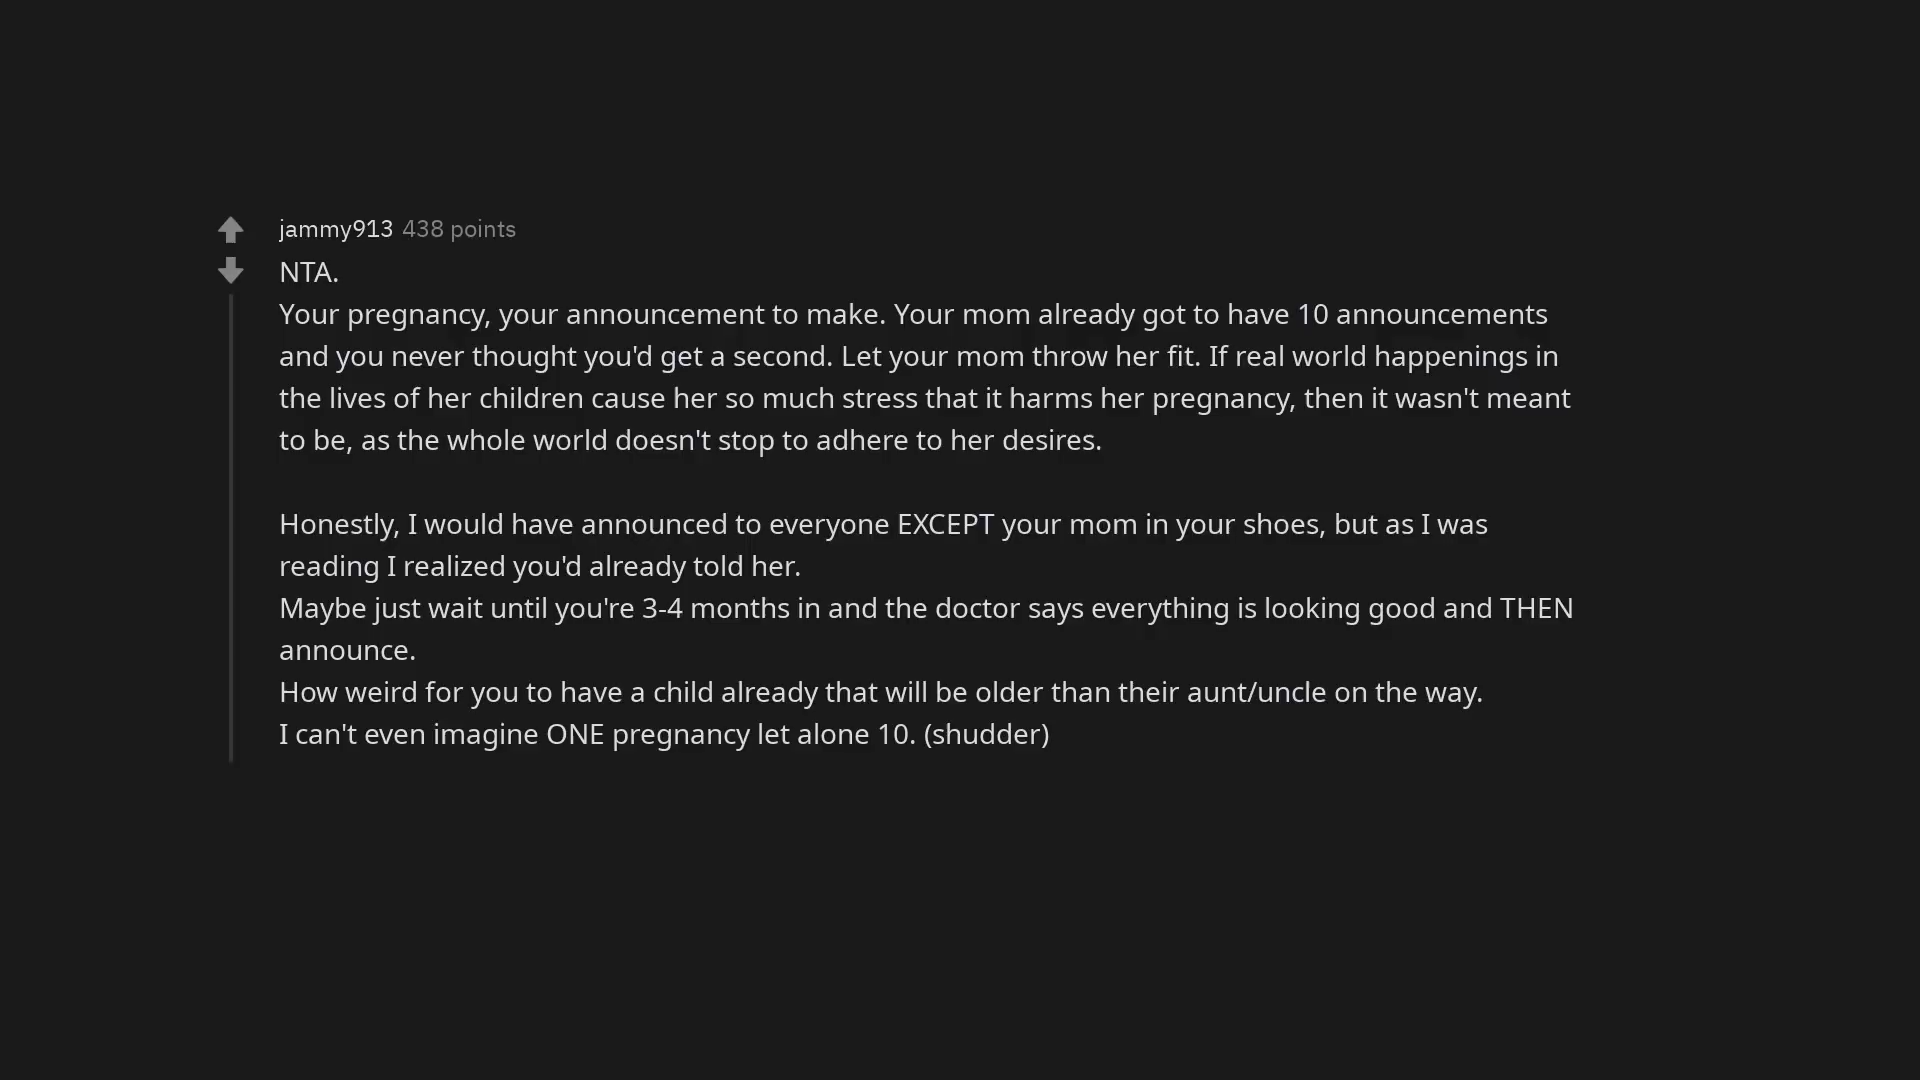 jammy913 438 points
NTA.
Your pregnancy, your announcement to make. Your mom already got to have 10 announcements
and you never thought you'd get a second. Let your mom throw her fit. If real world happenings in
the lives of her children cause her so much stress that it harms her pregnancy, then it wasn't meant
to be, as the whole world doesn't stop to adhere to her desires.
Honestly, I would have announced to everyone EXCEPT your mom in your shoes, but as I was
reading I realized you'd already told her.
Maybe just wait until you're 3-4 months in and the doctor says everything is looking good and THEN
announce.
How weird for you to have a child already that will be older than their aunt/uncle on the way.
I can't even imagine ONE pregnancy let alone 10. (shudder)